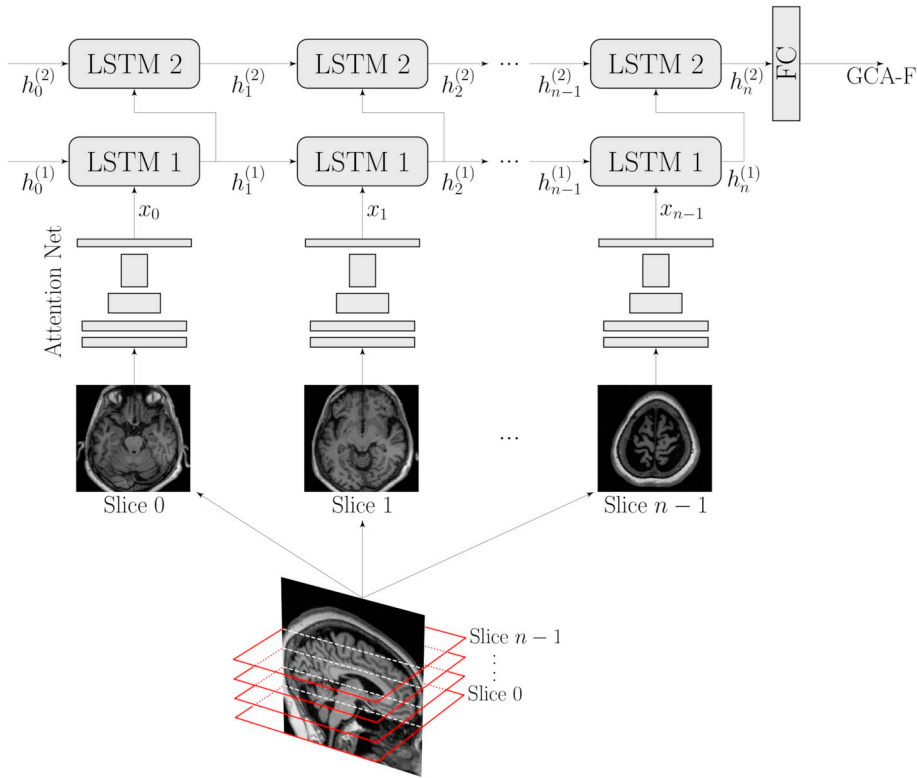 LSTM 2 LSTM 2 ... LSTM 2 FC
h_0^{(2)} h_1^{(2)} h_2^{(2)} h_{n-1}^{(2)} h_n^{(2)} GCA-F
LSTM 1 LSTM 1 ... LSTM 1
h_0^{(1)} h_1^{(1)} h_2^{(1)} h_{n-1}^{(1)} h_n^{(1)}
x_0 x_1 x_{n-1}
Attention Net
...
Slice 0 Slice 1 Slice n − 1
Slice n − 1
⋮
Slice 0